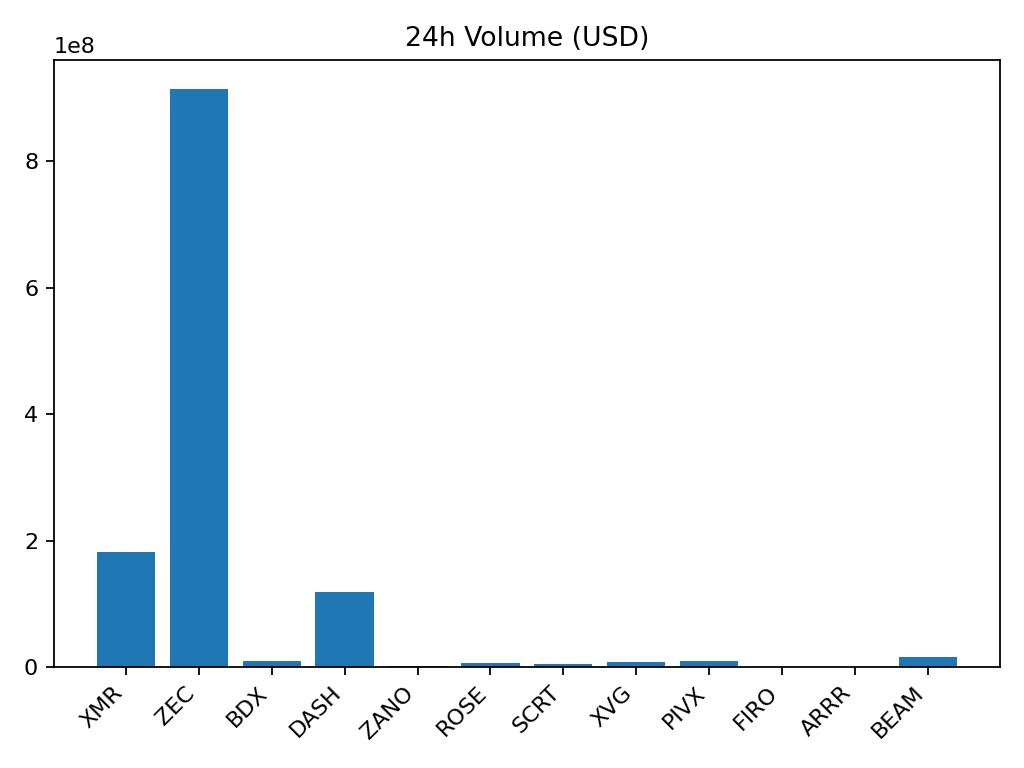 24h Volume (USD)
1e8
8
6
4
2
0
XMR
ZEC
BDX
DASH
ZANO
ROSE
SCRT
XVG
PIVX
FIRO
ARRR
BEAM